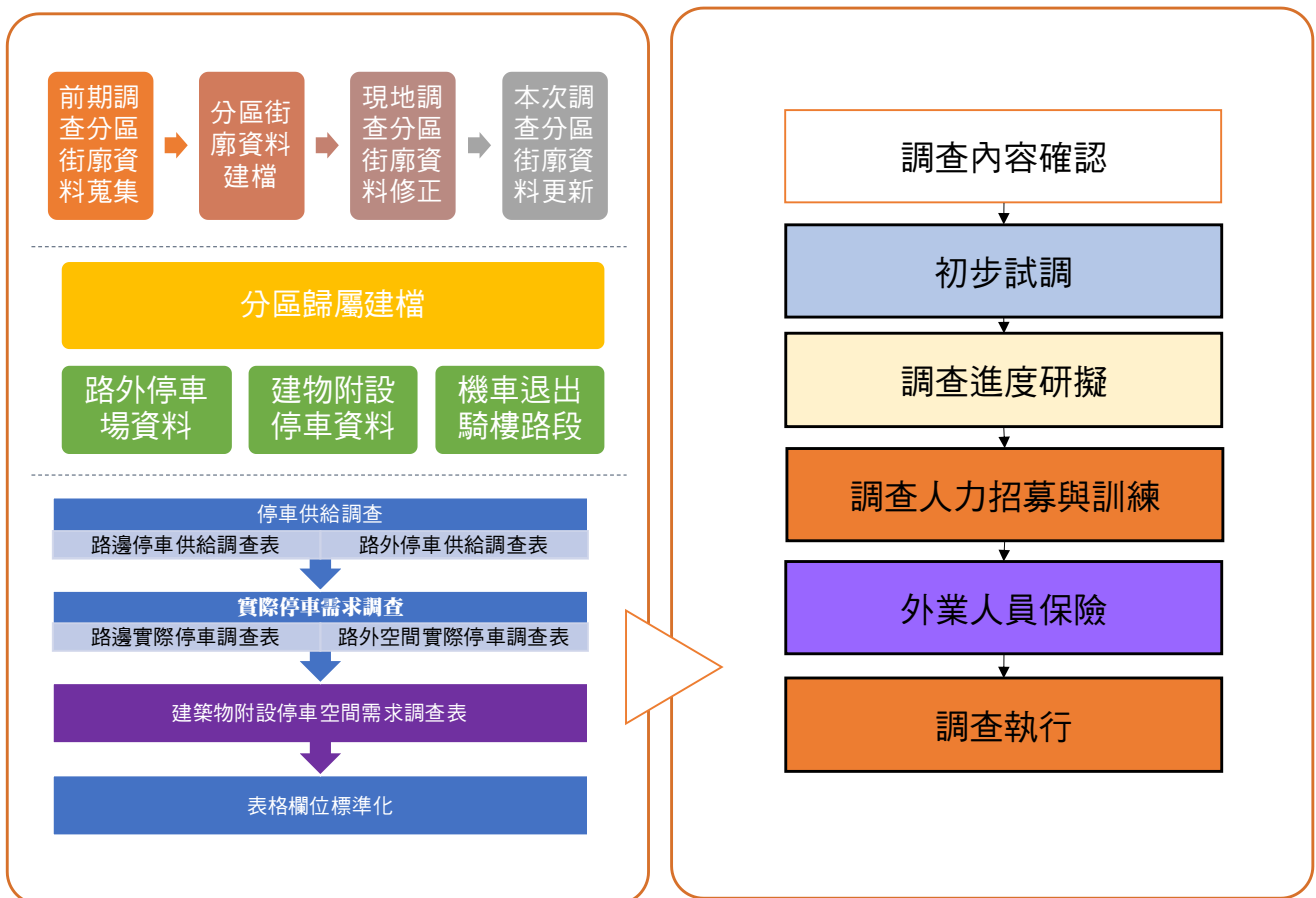 前期調
查分區
街廓資
料蒐集
分區街
廓資料
建檔
現地調
查分區
街廓資
料修正
本次調
查分區
街廓資
料更新
分區歸屬建檔
路外停車
場資料
建物附設
停車資料
機車退出
騎樓路段
停車供給調查
路邊停車供給調查表
路外停車供給調查表
實際停車需求調查
路邊實際停車調查表
路外空間實際停車調查表
建築物附設停車空間需求調查表
表格欄位標準化
調查內容確認
初步試調
調查進度研擬
調查人力招募與訓練
外業人員保險
調查執行